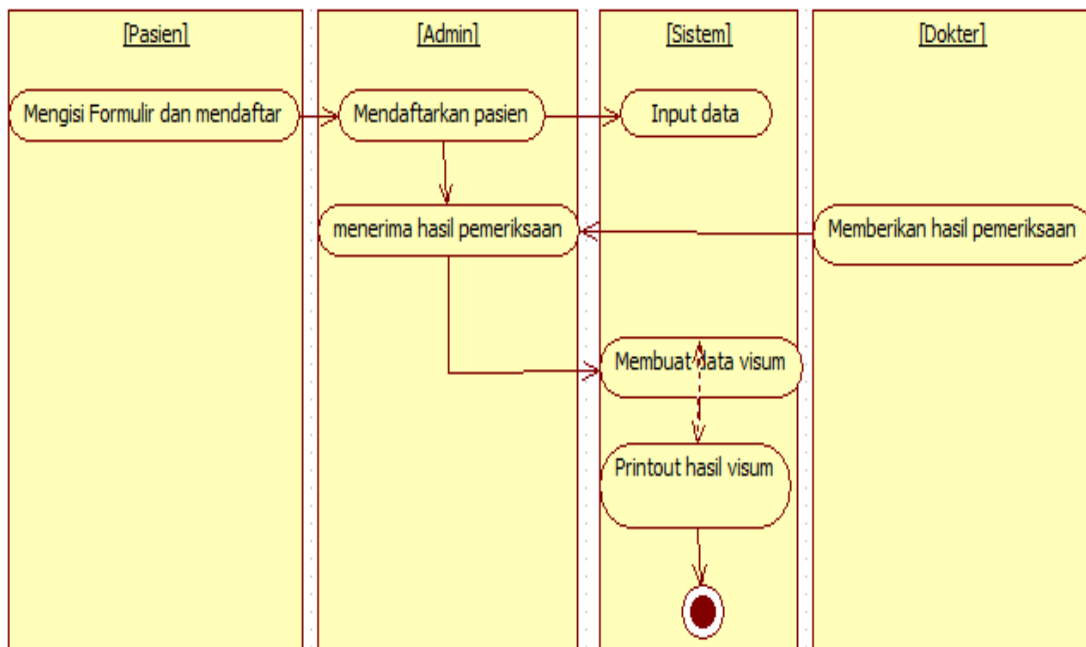 [Pasien]
[Admin]
[Sistem]
[Dokter]
Mengisi Formulir dan mendaftar
Mendaftarkan pasien
Input data
menerima hasil pemeriksaan
Memberikan hasil pemeriksaan
Membuat data visum
Printout hasil visum